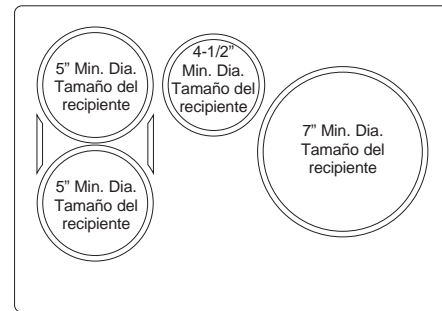 5” Min. Dia.
Tamaño del
recipiente
4-1/2”
Min. Dia.
Tamaño del
recipiente
7” Min. Dia.
Tamaño del
recipiente
5” Min. Dia.
Tamaño del
recipiente